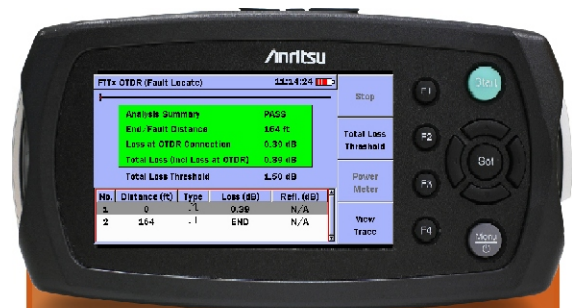 Anritsu
FTTx OTDR (Fault Locate) 11:14:24
Stop
Analysis Summary PASS
End/Fault Distance 164 ft
Loss at OTDR Connection 0.39 dB
Total Loss (Incl Loss at OTDR) 0.39 dB
Total Loss Threshold 1.50 dB
Total Loss Threshold
Power Meter
View Trace
No. Distance (ft) Type Loss (dB) Refl. (dB)
1 0 0.39 N/A
2 164 END N/A
F1
F2
F3
F4
Start
Go!
Menu